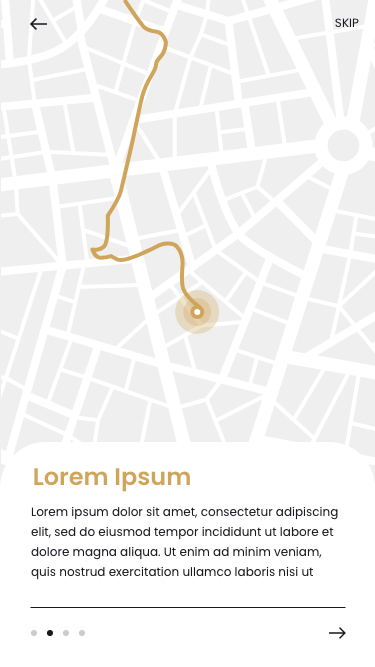 SKIP
Lorem Ipsum
Lorem ipsum dolor sit amet, consectetur adipiscing
elit, sed do eiusmod tempor incididunt ut labore et
dolore magna aliqua. Ut enim ad minim veniam,
quis nostrud exercitation ullamco laboris nisi ut